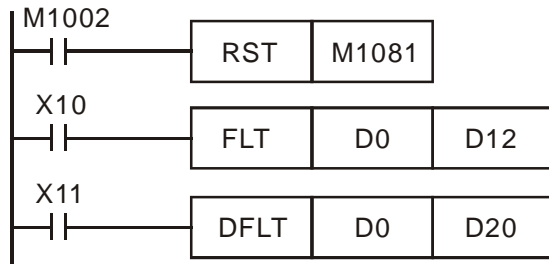 M1002
RST M1081
X10
FLT D0 D12
X11
DFLT D0 D20